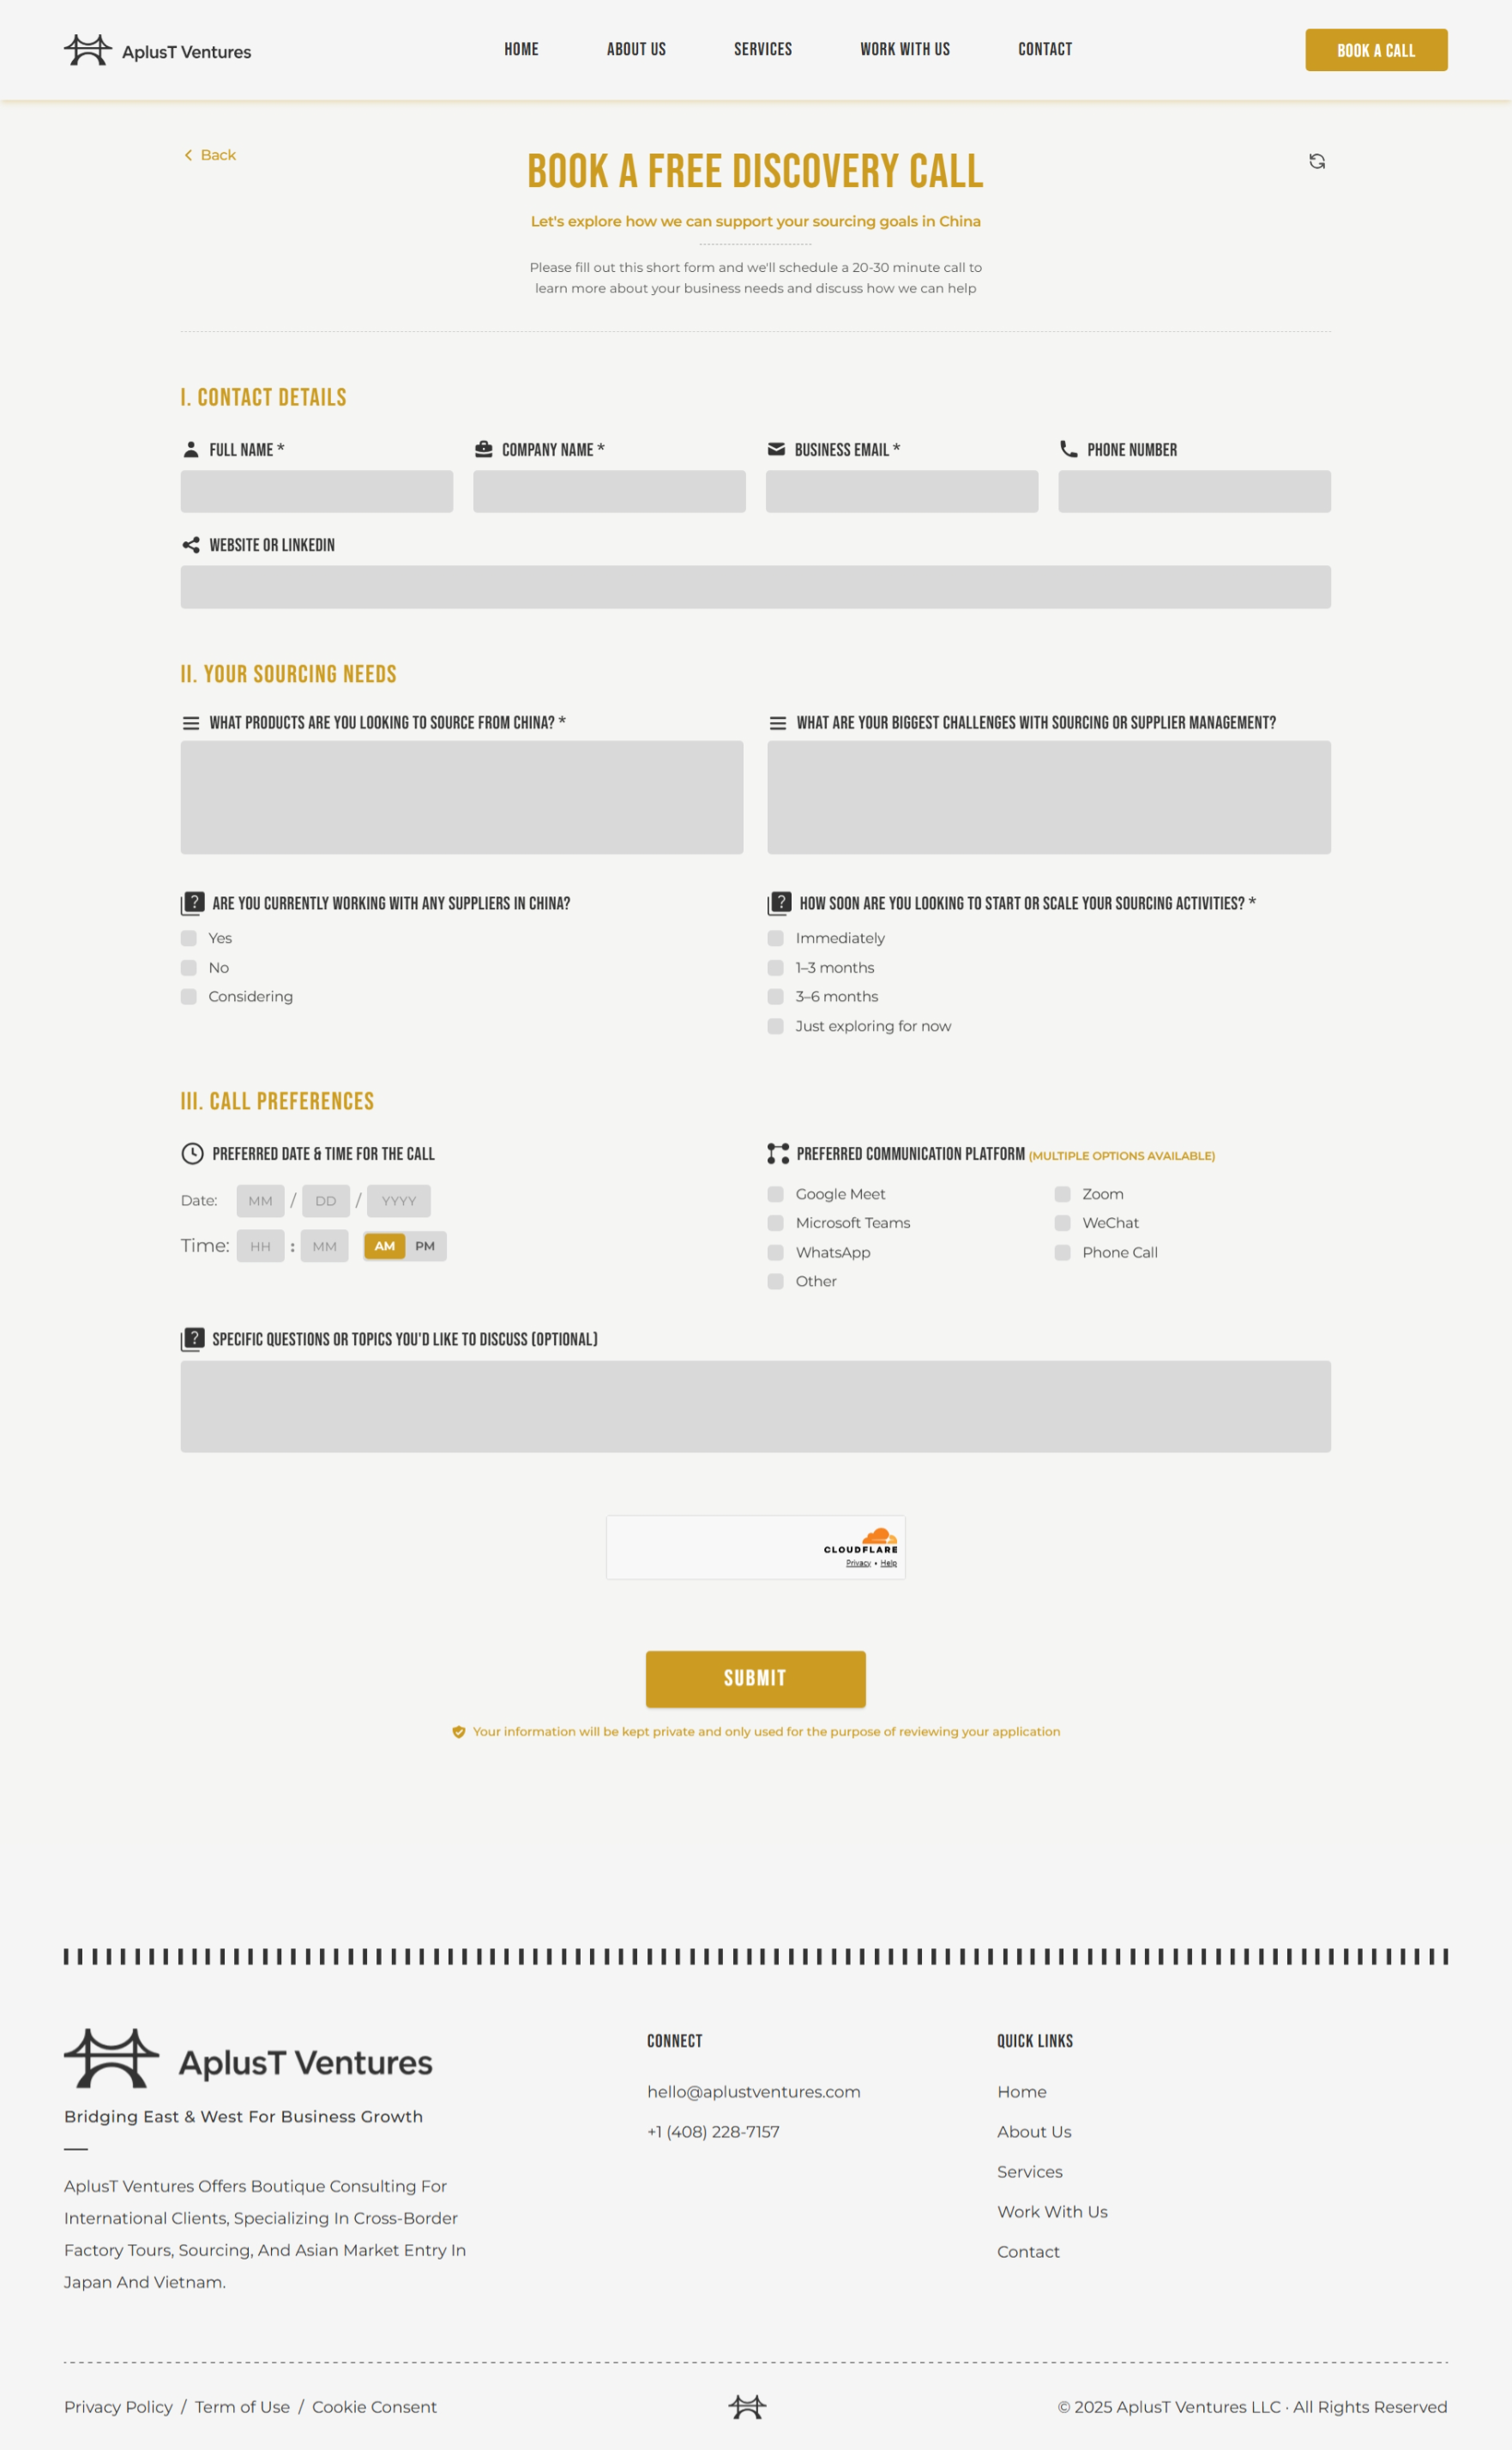 AplusT Ventures
HOME
ABOUT US
SERVICES
WORK WITH US
CONTACT
BOOK A CALL
Back
BOOK A FREE DISCOVERY CALL
Let's explore how we can support your sourcing goals in China
Please fill out this short form and we'll schedule a 20-30 minute call to
learn more about your business needs and discuss how we can help
I. CONTACT DETAILS
FULL NAME *
COMPANY NAME *
BUSINESS EMAIL *
PHONE NUMBER
WEBSITE OR LINKEDIN
II. YOUR SOURCING NEEDS
WHAT PRODUCTS ARE YOU LOOKING TO SOURCE FROM CHINA? *
WHAT ARE YOUR BIGGEST CHALLENGES WITH SOURCING OR SUPPLIER MANAGEMENT?
ARE YOU CURRENTLY WORKING WITH ANY SUPPLIERS IN CHINA?
Yes
No
Considering
HOW SOON ARE YOU LOOKING TO START OR SCALE YOUR SOURCING ACTIVITIES? *
Immediately
1–3 months
3–6 months
Just exploring for now
III. CALL PREFERENCES
PREFERRED DATE & TIME FOR THE CALL
Date: MM / DD / YYYY
Time: HH : MM AM PM
PREFERRED COMMUNICATION PLATFORM (MULTIPLE OPTIONS AVAILABLE)
Google Meet
Zoom
Microsoft Teams
WeChat
WhatsApp
Phone Call
Other
SPECIFIC QUESTIONS OR TOPICS YOU'D LIKE TO DISCUSS (OPTIONAL)
CLOUDFLARE
Privacy • Help
SUBMIT
Your information will be kept private and only used for the purpose of reviewing your application
AplusT Ventures
Bridging East & West For Business Growth
AplusT Ventures Offers Boutique Consulting For
International Clients, Specializing In Cross-Border
Factory Tours, Sourcing, And Asian Market Entry In
Japan And Vietnam.
CONNECT
hello@aplustventures.com
+1 (408) 228-7157
QUICK LINKS
Home
About Us
Services
Work With Us
Contact
Privacy Policy / Term of Use / Cookie Consent
© 2025 AplusT Ventures LLC · All Rights Reserved